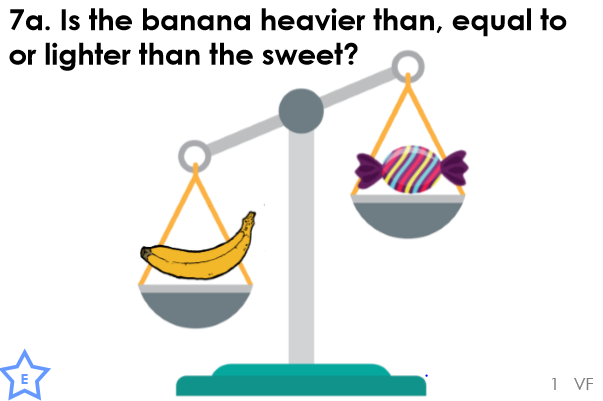 7a. Is the banana heavier than, equal to
or lighter than the sweet?
E
1 VF